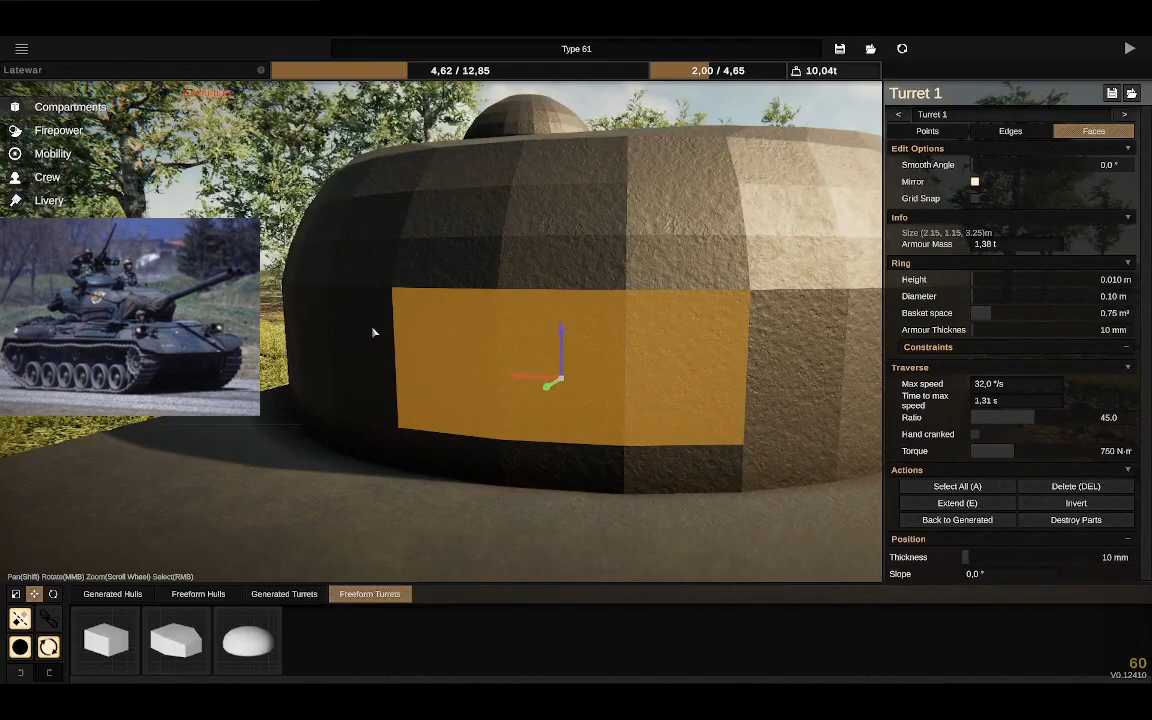 Type 61
Latewar
4,62 / 12,85
2,00 / 4,65
10,04t
Compartments
Firepower
Mobility
Crew
Livery
Turret 1
< Turret 1 >
Points Edges Faces
Edit Options
Smooth Angle 0,0 °
Mirror
Grid Snap
Info
Size (2.15, 1.15, 3.25)m
Armour Mass 1,38 t
Ring
Height 0.010 m
Diameter 0.10 m
Basket space 0.75 m³
Armour Thicknes 10 mm
Constraints
Traverse
Max speed 32,0 °/s
Time to max speed 1,31 s
Ratio 45.0
Hand cranked
Torque 750 N·m
Actions
Select All (A) Delete (DEL)
Extend (E) Invert
Back to Generated Destroy Parts
Position
Thickness 10 mm
Slope 0,0 °
Pan(Shift) Rotate(MMB) Zoom(Scroll Wheel) Select(RMB)
Generated Hulls Freeform Hulls Generated Turrets Freeform Turrets
60
V0.12410